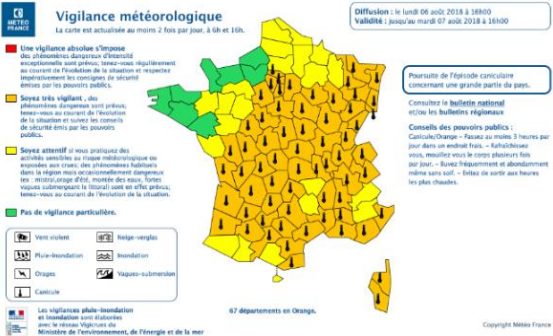 METEO
FRANCE
Vigilance météorologique
La carte est actualisée au moins 2 fois par jour, à 6h et 16h.
Diffusion : le lundi 06 août 2018 à 16h00
Validité : jusqu'au mardi 07 août 2018 à 16h00
Une vigilance absolue s'impose
des phénomènes dangereux d'intensité
exceptionnelle sont prévus; tenez-vous régulièrement
au courant de l'évolution de la situation et respectez
impérativement les consignes de sécurité
émises par les pouvoirs publics.
Soyez très vigilant , des
phénomènes dangereux sont prévus;
tenez-vous au courant de l'évolution
de la situation et suivez les conseils
de sécurité émis par les pouvoirs
publics.
Soyez attentif si vous pratiquez des
activités sensibles au risque météorologique ou
exposées aux crues; des phénomènes habituels
dans la région mais occasionnellement dangereux
(ex : mistral,orage d'été, montée des eaux, fortes
vagues submergeant le littoral) sont en effet prévus;
tenez-vous au courant de l'évolution de la situation.
Pas de vigilance particulière.
Vent violent
Neige-verglas
Pluie-Inondation
Inondation
Orages
Vagues-submersion
Canicule
Les vigilances pluie-inondation
et inondation sont élaborées
avec le réseau Vigicrues du
Ministère de l'environnement, de l'énergie et de la mer
67 départements en Orange.
Poursuite de l'épisode caniculaire
concernant une grande partie du pays.
Consultez le bulletin national
et/ou les bulletins régionaux
Conseils des pouvoirs publics :
Canicule/Orange - Passez au moins 3 heures par
jour dans un endroit frais. - Rafraîchissez
vous, mouillez vous le corps plusieurs fois
par jour. - Buvez fréquemment et abondamment
même sans soif. - Evitez de sortir aux heures
les plus chaudes.
Copyright Météo France